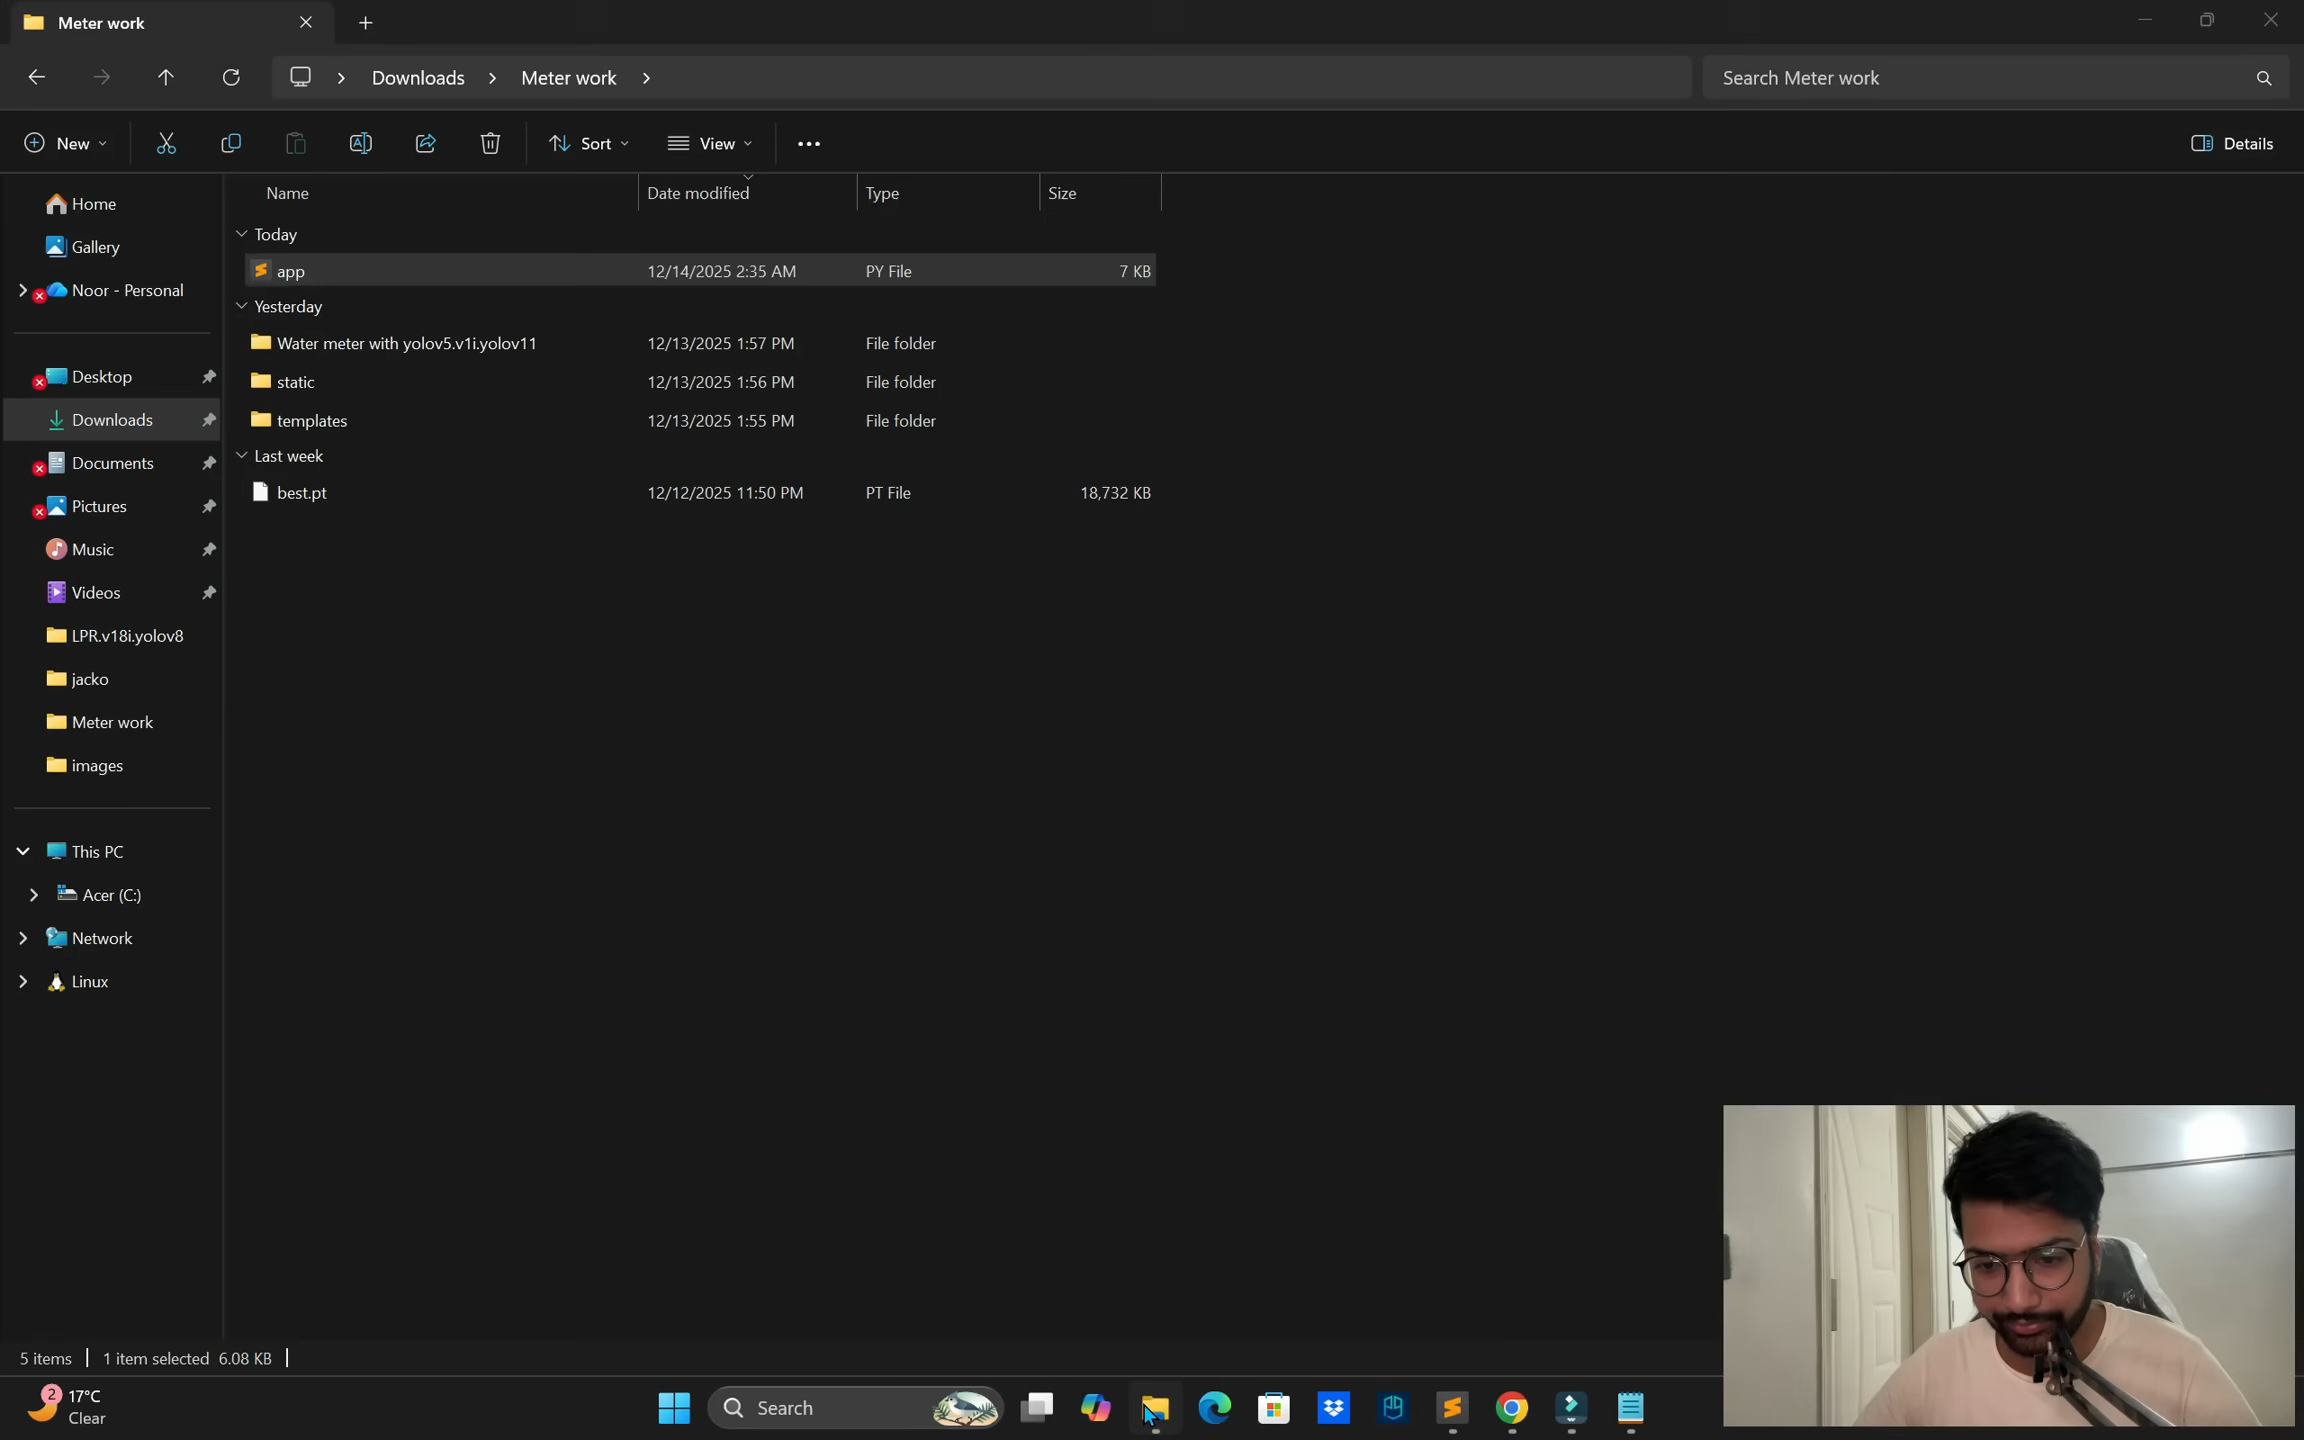 Meter work
Downloads > Meter work >
Search Meter work
New
Sort
View
Details
Name Date modified Type Size
Today
app 12/14/2025 2:35 AM PY File 7 KB
Yesterday
Water meter with yolov5.v1i.yolov11 12/13/2025 1:57 PM File folder
static 12/13/2025 1:56 PM File folder
templates 12/13/2025 1:55 PM File folder
Last week
best.pt 12/12/2025 11:50 PM PT File 18,732 KB
Home
Gallery
Noor - Personal
Desktop
Downloads
Documents
Pictures
Music
Videos
LPR.v18i.yolov8
jacko
Meter work
images
This PC
Acer (C:)
Network
Linux
5 items 1 item selected 6.08 KB
2 17°C
Clear
Search